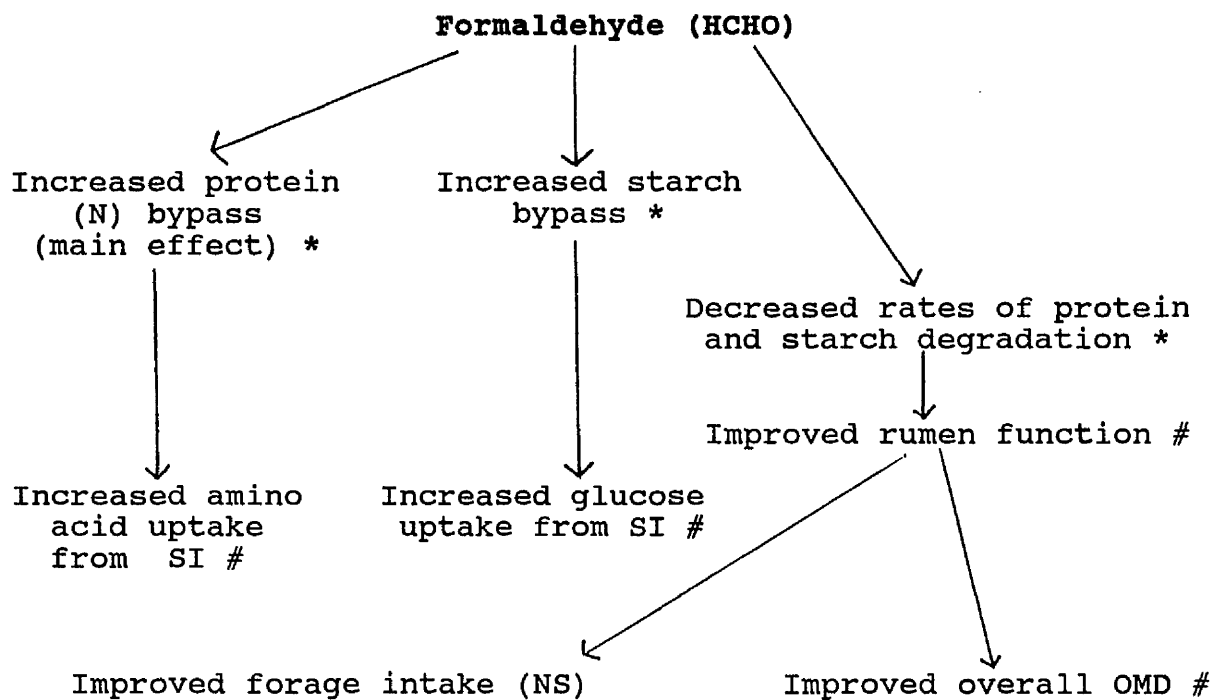 Formaldehyde (HCHO)
Increased protein
(N) bypass
(main effect) *
Increased starch
bypass *
Decreased rates of protein
and starch degradation *
Improved rumen function #
Increased amino
acid uptake
from SI #
Increased glucose
uptake from SI #
Improved forage intake (NS)
Improved overall OMD #